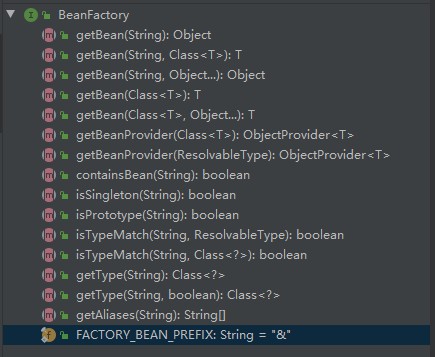 BeanFactory
getBean(String): Object
getBean(String, Class<T>): T
getBean(String, Object...): Object
getBean(Class<T>): T
getBean(Class<T>, Object...): T
getBeanProvider(Class<T>): ObjectProvider<T>
getBeanProvider(ResolvableType): ObjectProvider<T>
containsBean(String): boolean
isSingleton(String): boolean
isPrototype(String): boolean
isTypeMatch(String, ResolvableType): boolean
isTypeMatch(String, Class<?>): boolean
getType(String): Class<?>
getType(String, boolean): Class<?>
getAliases(String): String[]
FACTORY_BEAN_PREFIX: String = "&"